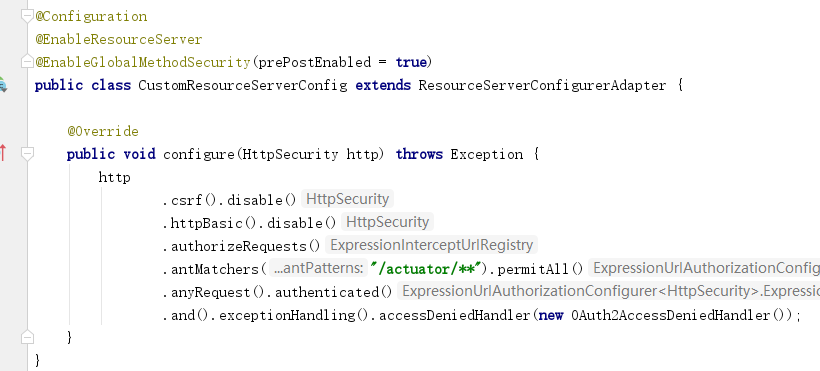 @Configuration
@EnableResourceServer
@EnableGlobalMethodSecurity(prePostEnabled = true)
public class CustomResourceServerConfig extends ResourceServerConfigurerAdapter {
@Override
public void configure(HttpSecurity http) throws Exception {
http
.csrf().disable() HttpSecurity
.httpBasic().disable() HttpSecurity
.authorizeRequests() ExpressionInterceptUrlRegistry
.antMatchers( ...antPatterns: "/actuator/**").permitAll() ExpressionUrlAuthorizationConfig
.anyRequest().authenticated() ExpressionUrlAuthorizationConfigurer<HttpSecurity>.Expressio
.and().exceptionHandling().accessDeniedHandler(new OAuth2AccessDeniedHandler());
}
}